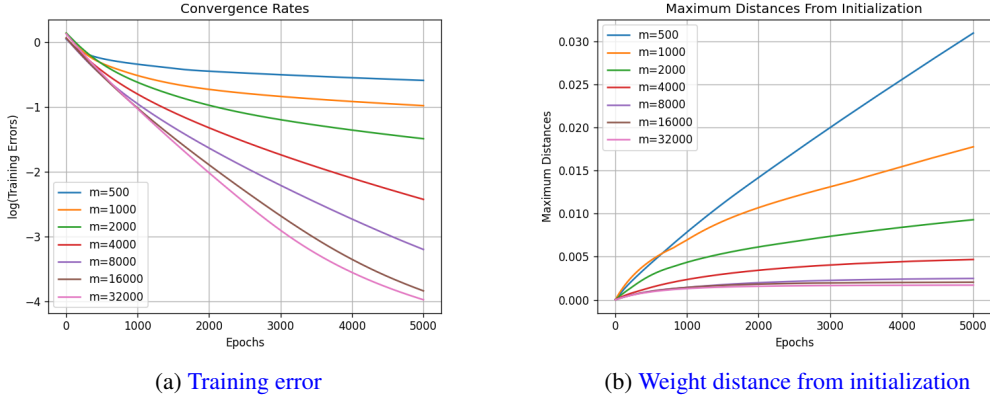 Convergence Rates
log(Training Errors)
0
−1
−2
−3
−4
m=500
m=1000
m=2000
m=4000
m=8000
m=16000
m=32000
0 1000 2000 3000 4000 5000
Epochs
(a) Training error
Maximum Distances From Initialization
Maximum Distances
0.030
0.025
0.020
0.015
0.010
0.005
0.000
m=500
m=1000
m=2000
m=4000
m=8000
m=16000
m=32000
0 1000 2000 3000 4000 5000
Epochs
(b) Weight distance from initialization